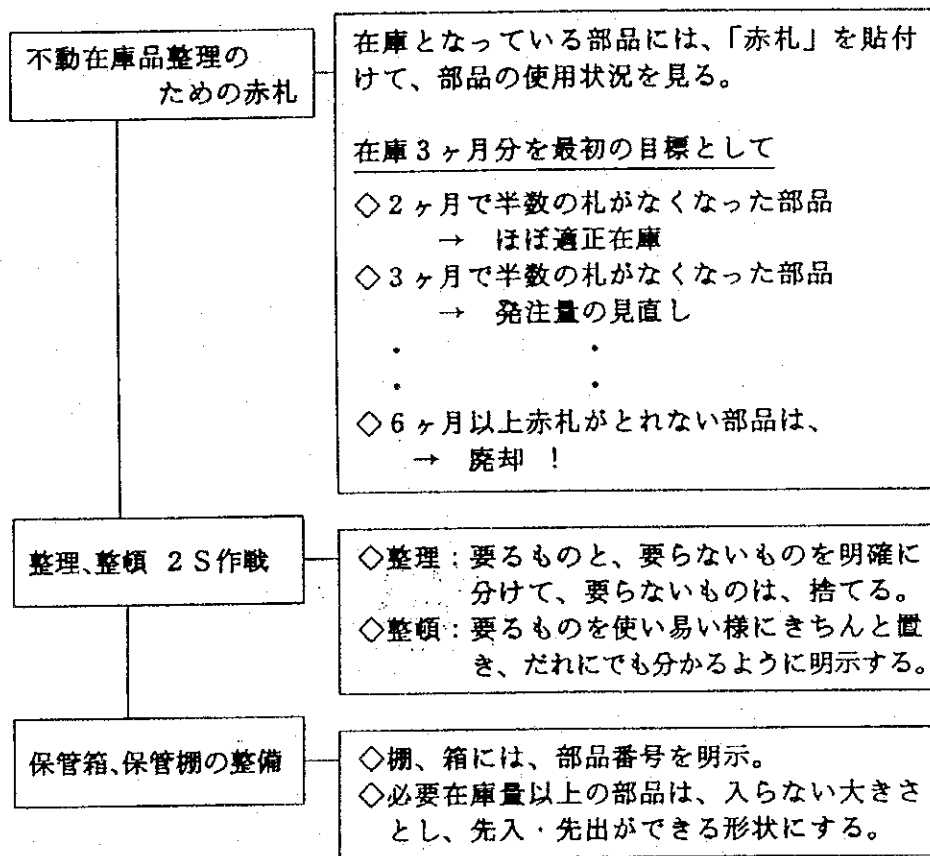 不動在庫品整理の
ための赤札
在庫となっている部品には、「赤札」を貼付
けて、部品の使用状況を見る。
在庫3ヶ月分を最初の目標として
◇2ヶ月で半数の札がなくなった部品
→ ほぼ適正在庫
◇3ヶ月で半数の札がなくなった部品
→ 発注量の見直し
・ ・
・ ・
◇6ヶ月以上赤札がとれない部品は、
→ 廃却 !
整理、整頓 2S作戦
◇整理:要るものと、要らないものを明確に
分けて、要らないものは、捨てる。
◇整頓:要るものを使い易い様にきちんと置
き、だれにでも分かるように明示する。
保管箱、保管棚の整備
◇棚、箱には、部品番号を明示。
◇必要在庫量以上の部品は、入らない大きさ
とし、先入・先出ができる形状にする。